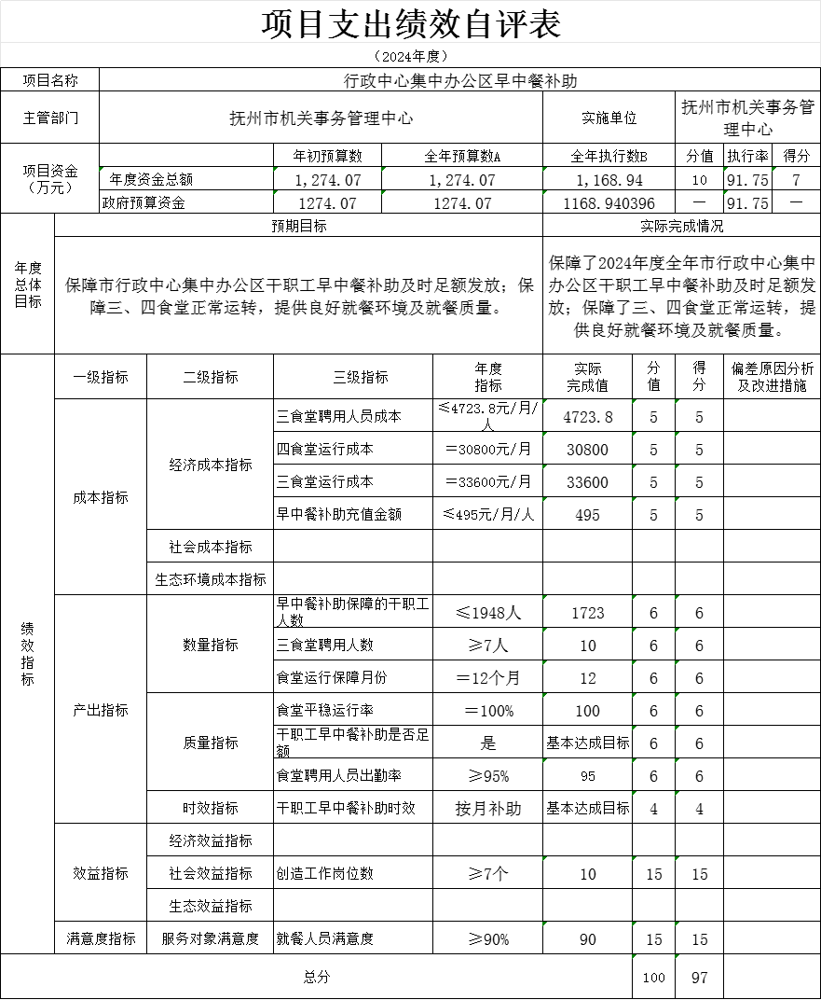 项目支出绩效自评表
（2024年度）
项目名称 行政中心集中办公区早中餐补助
主管部门 抚州市机关事务管理中心 实施单位 抚州市机关事务管
理中心
项目资金
（万元）
年初预算数 全年预算数A 全年执行数B 分值 执行率 得分
年度资金总额 1,274.07 1,274.07 1,168.94 10 91.75 7
政府预算资金 1274.07 1274.07 1168.940396 — 91.75 —
年度
总体
目标
预期目标 实际完成情况
保障市行政中心集中办公区干职工早中餐补助及时足额发放；保
障三、四食堂正常运转，提供良好就餐环境及就餐质量。
保障了2024年度全年市行政中心集中
办公区干职工早中餐补助及时足额发
放；保障了三、四食堂正常运转，提
供良好就餐环境及就餐质量。
绩
效
指
标
一级指标 二级指标 三级指标 年度
指标 实际
完成值 分
值 得
分 偏差原因分析
及改进措施
成本指标
经济成本指标
三食堂聘用人员成本 ≤4723.8元/月/
人 4723.8 5 5
四食堂运行成本 ＝30800元/月 30800 5 5
三食堂运行成本 ＝33600元/月 33600 5 5
早中餐补助充值金额 ≤495元/月/人 495 5 5
社会成本指标
生态环境成本指标
产出指标
数量指标
早中餐补助保障的干职工
人数 ≤1948人 1723 6 6
三食堂聘用人数 ≥7人 10 6 6
食堂运行保障月份 ＝12个月 12 6 6
质量指标
食堂平稳运行率 ＝100% 100 6 6
干职工早中餐补助是否足
额 是 基本达成目标 6 6
食堂聘用人员出勤率 ≥95% 95 6 6
时效指标 干职工早中餐补助时效 按月补助 基本达成目标 4 4
效益指标
经济效益指标
社会效益指标 创造工作岗位数 ≥7个 10 15 15
生态效益指标
满意度指标 服务对象满意度 就餐人员满意度 ≥90% 90 15 15
总分 100 97